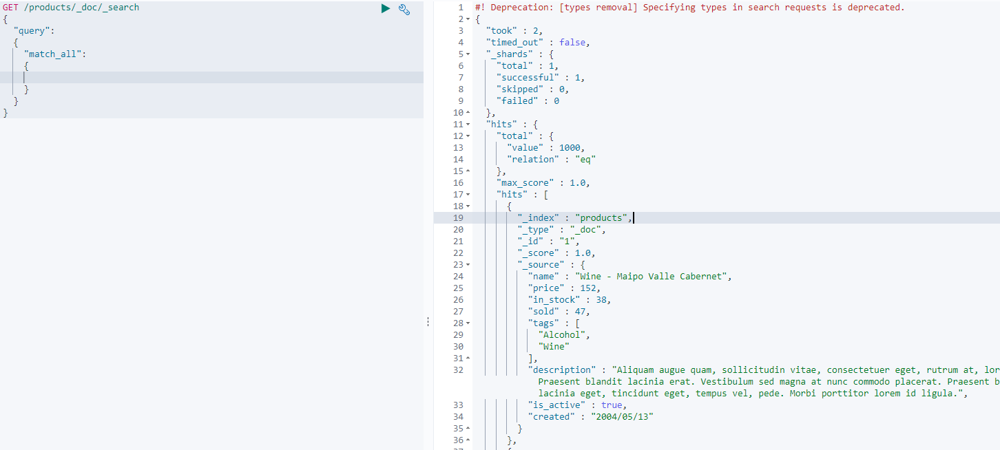 GET /products/_doc/_search
{
"query":
{
"match_all":
{
}
}
}
1 #! Deprecation: [types removal] Specifying types in search requests is deprecated.
2 {
3 "took" : 2,
4 "timed_out" : false,
5 "_shards" : {
6 "total" : 1,
7 "successful" : 1,
8 "skipped" : 0,
9 "failed" : 0
10 },
11 "hits" : {
12 "total" : {
13 "value" : 1000,
14 "relation" : "eq"
15 },
16 "max_score" : 1.0,
17 "hits" : [
18 {
19 "_index" : "products",
20 "_type" : "_doc",
21 "_id" : "1",
22 "_score" : 1.0,
23 "_source" : {
24 "name" : "Wine - Maipo Valle Cabernet",
25 "price" : 152,
26 "in_stock" : 38,
27 "sold" : 47,
28 "tags" : [
29 "Alcohol",
30 "Wine"
31 ],
32 "description" : "Aliquam augue quam, sollicitudin vitae, consectetuer eget, rutrum at, lor
Praesent blandit lacinia erat. Vestibulum sed magna at nunc commodo placerat. Praesent b
lacinia eget, tincidunt eget, tempus vel, pede. Morbi porttitor lorem id ligula.",
33 "is_active" : true,
34 "created" : "2004/05/13"
35 }
36 },